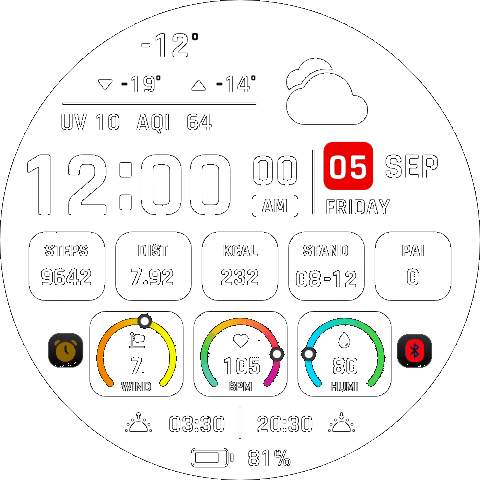 -12°
-19° -14°
UV 10 AQI 64
12:00 00 AM 05 SEP FRIDAY
STEPS DIST KCAL STAND PAI
9642 7.92 232 08-12 0
7 105 80
WIND BPM HUMI
03:30 20:30
81%